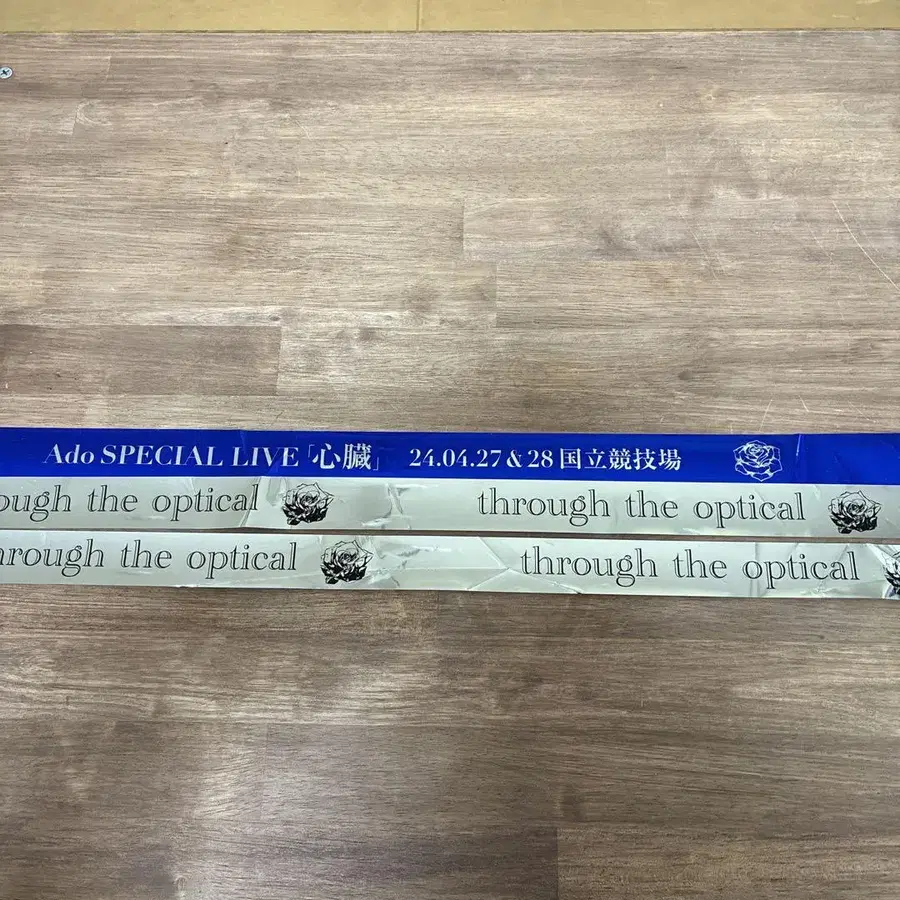 Ado SPECIAL LIVE「心臓」 24.04.27 & 28 国立競技場
ough the optical through the optical
hrough the optical through the optical